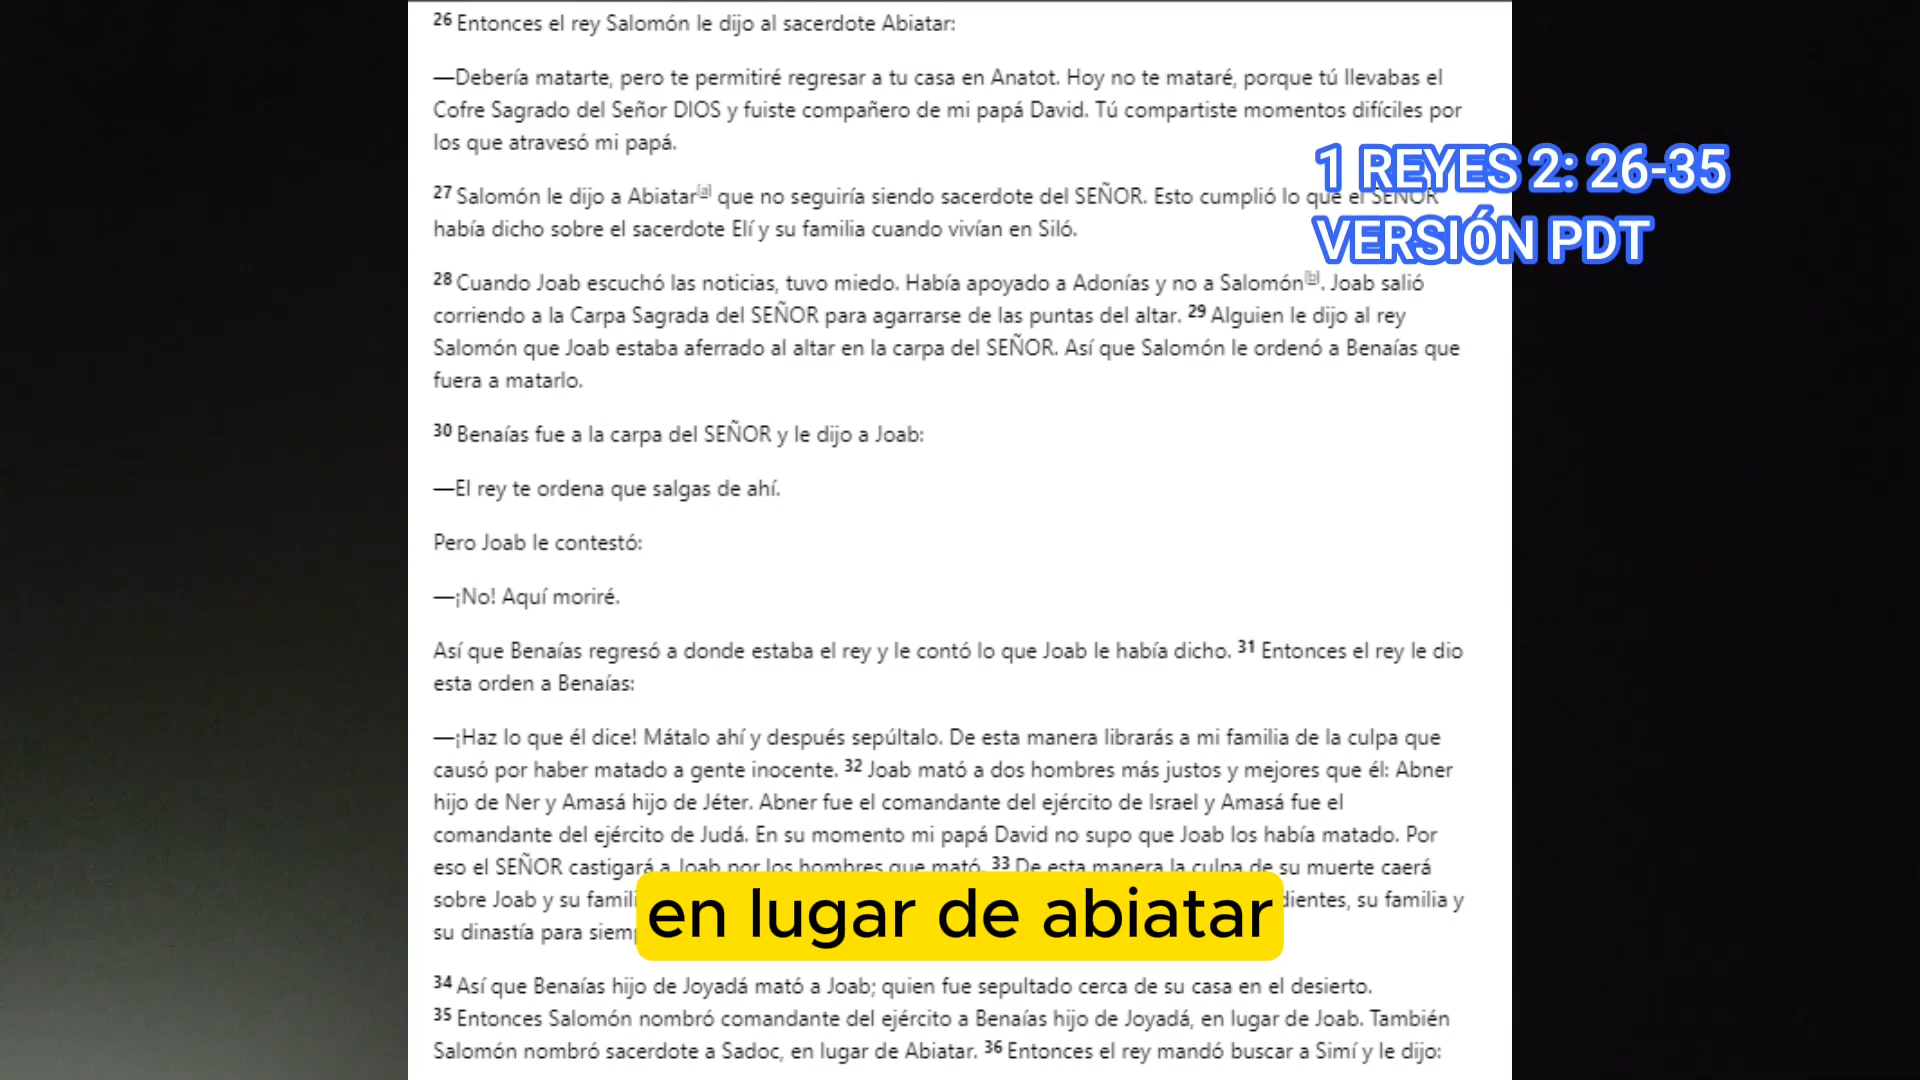 26 Entonces el rey Salomón le dijo al sacerdote Abiatar:
—Debería matarte, pero te permitiré regresar a tu casa en Anatot. Hoy no te mataré, porque tú llevabas el
Cofre Sagrado del Señor DIOS y fuiste compañero de mi papá David. Tú compartiste momentos difíciles por
los que atravesó mi papá.
1 REYES 2: 26-35
VERSIÓN PDT
27 Salomón le dijo a Abiatar[a] que no seguiría siendo sacerdote del SEÑOR. Esto cumplió lo que el SEÑOR
había dicho sobre el sacerdote Elí y su familia cuando vivían en Siló.
28 Cuando Joab escuchó las noticias, tuvo miedo. Había apoyado a Adonías y no a Salomón[b]. Joab salió
corriendo a la Carpa Sagrada del SEÑOR para agarrarse de las puntas del altar. 29 Alguien le dijo al rey
Salomón que Joab estaba aferrado al altar en la carpa del SEÑOR. Así que Salomón le ordenó a Benaías que
fuera a matarlo.
30 Benaías fue a la carpa del SEÑOR y le dijo a Joab:
—El rey te ordena que salgas de ahí.
Pero Joab le contestó:
—¡No! Aquí moriré.
Así que Benaías regresó a donde estaba el rey y le contó lo que Joab le había dicho. 31 Entonces el rey le dio
esta orden a Benaías:
—¡Haz lo que él dice! Mátalo ahí y después sepúltalo. De esta manera librarás a mi familia de la culpa que
causó por haber matado a gente inocente. 32 Joab mató a dos hombres más justos y mejores que él: Abner
hijo de Ner y Amasá hijo de Jéter. Abner fue el comandante del ejército de Israel y Amasá fue el
comandante del ejército de Judá. En su momento mi papá David no supo que Joab los había matado. Por
eso el SEÑOR castigará a Joab por los hombres que mató. 33 De esta manera la culpa de su muerte caerá
sobre Joab y su famili dientes, su familia y
su dinastía para siem
en lugar de abiatar
34 Así que Benaías hijo de Joyadá mató a Joab; quien fue sepultado cerca de su casa en el desierto.
35 Entonces Salomón nombró comandante del ejército a Benaías hijo de Joyadá, en lugar de Joab. También
Salomón nombró sacerdote a Sadoc, en lugar de Abiatar. 36 Entonces el rey mandó buscar a Simí y le dijo: